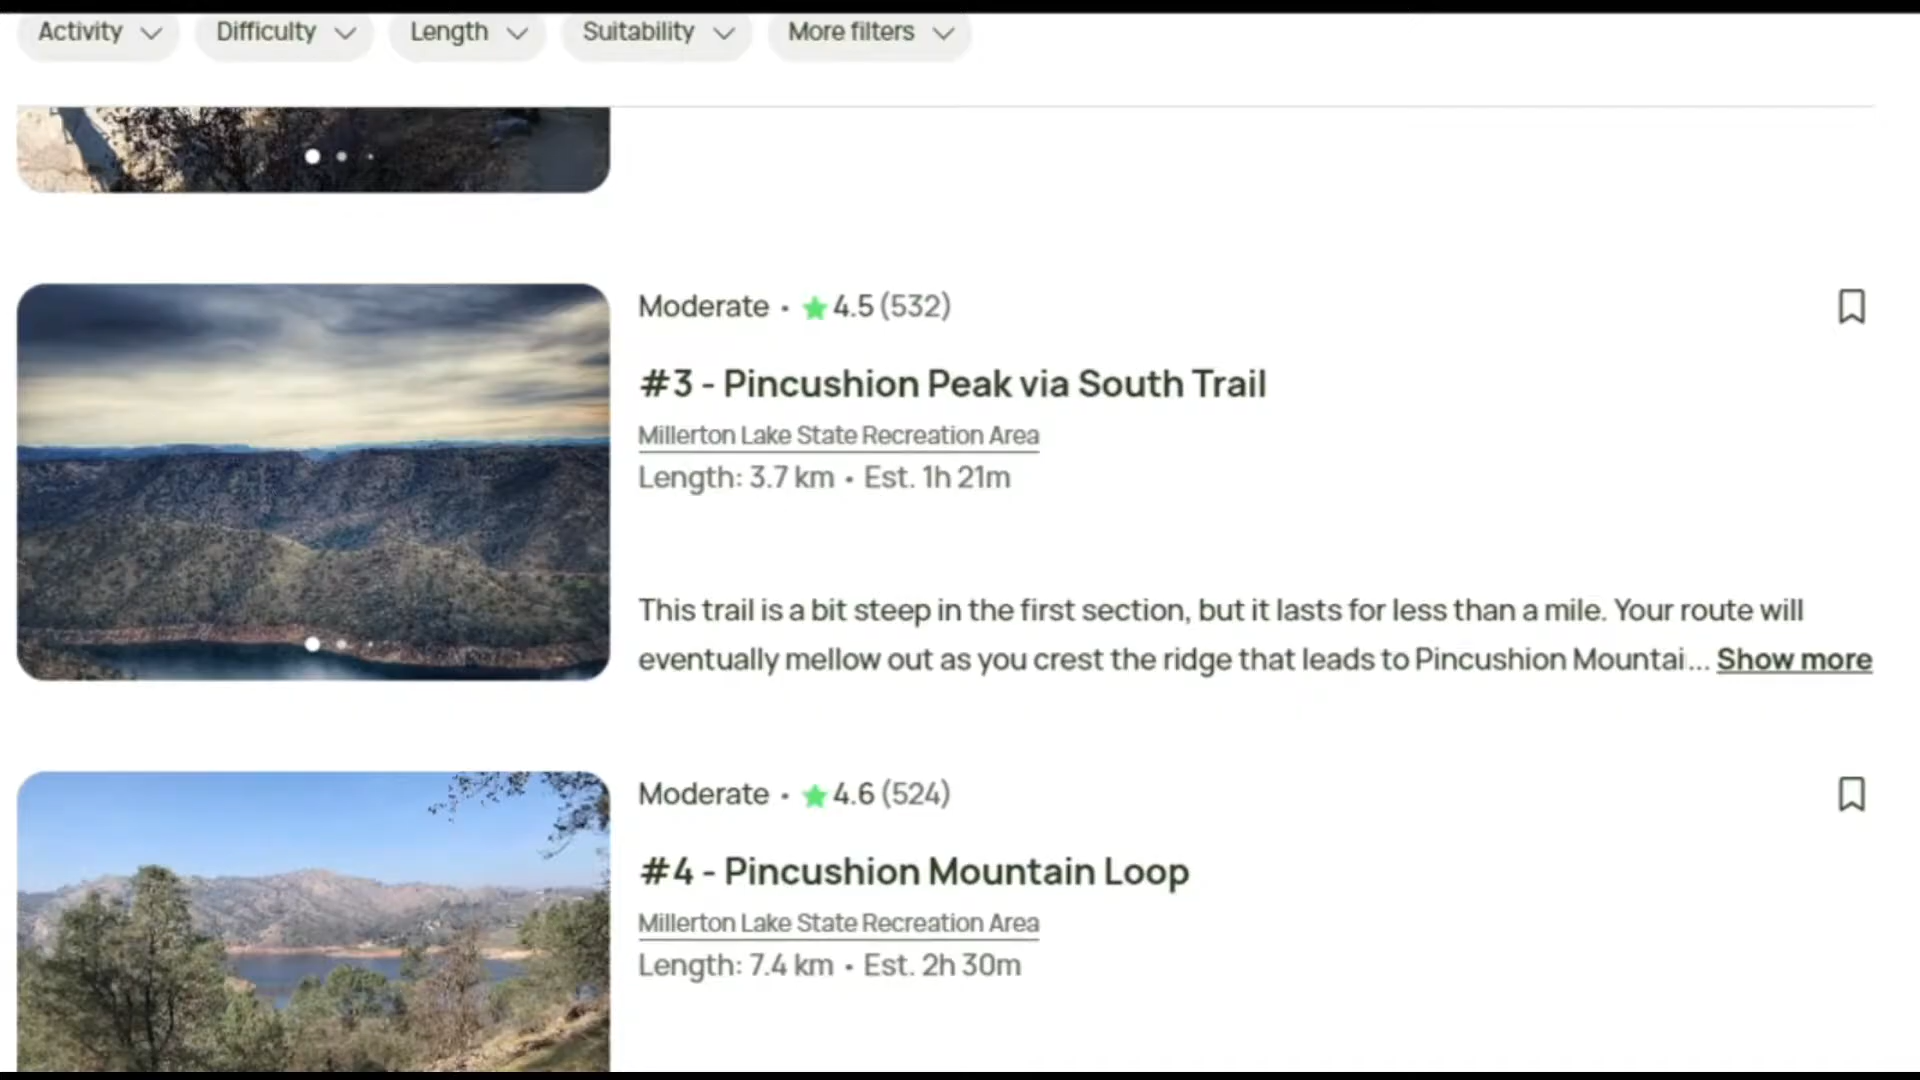 Activity
Difficulty
Length
Suitability
More filters
Moderate • 4.5 (532)
#3 - Pincushion Peak via South Trail
Millerton Lake State Recreation Area
Length: 3.7 km • Est. 1h 21m
This trail is a bit steep in the first section, but it lasts for less than a mile. Your route will
eventually mellow out as you crest the ridge that leads to Pincushion Mountai... Show more
Moderate • 4.6 (524)
#4 - Pincushion Mountain Loop
Millerton Lake State Recreation Area
Length: 7.4 km • Est. 2h 30m